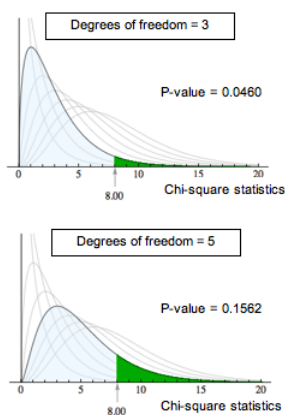 Degrees of freedom = 3
P-value = 0.0460
0 5 10 15 20
8.00
Chi-square statistics
Degrees of freedom = 5
P-value = 0.1562
0 5 10 15 20
8.00
Chi-square statistics